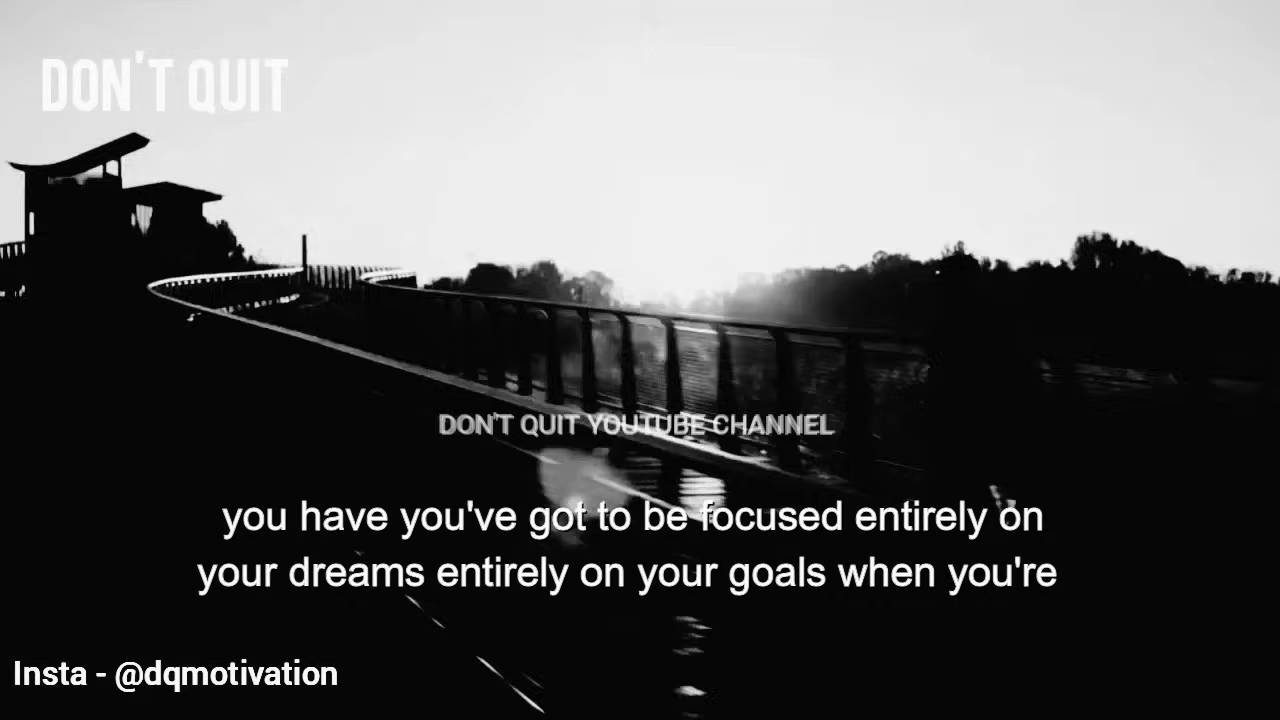 DON'T QUIT
DON'T QUIT YOUTUBE CHANNEL
you have you've got to be focused entirely on
your dreams entirely on your goals when you're
Insta - @dqmotivation